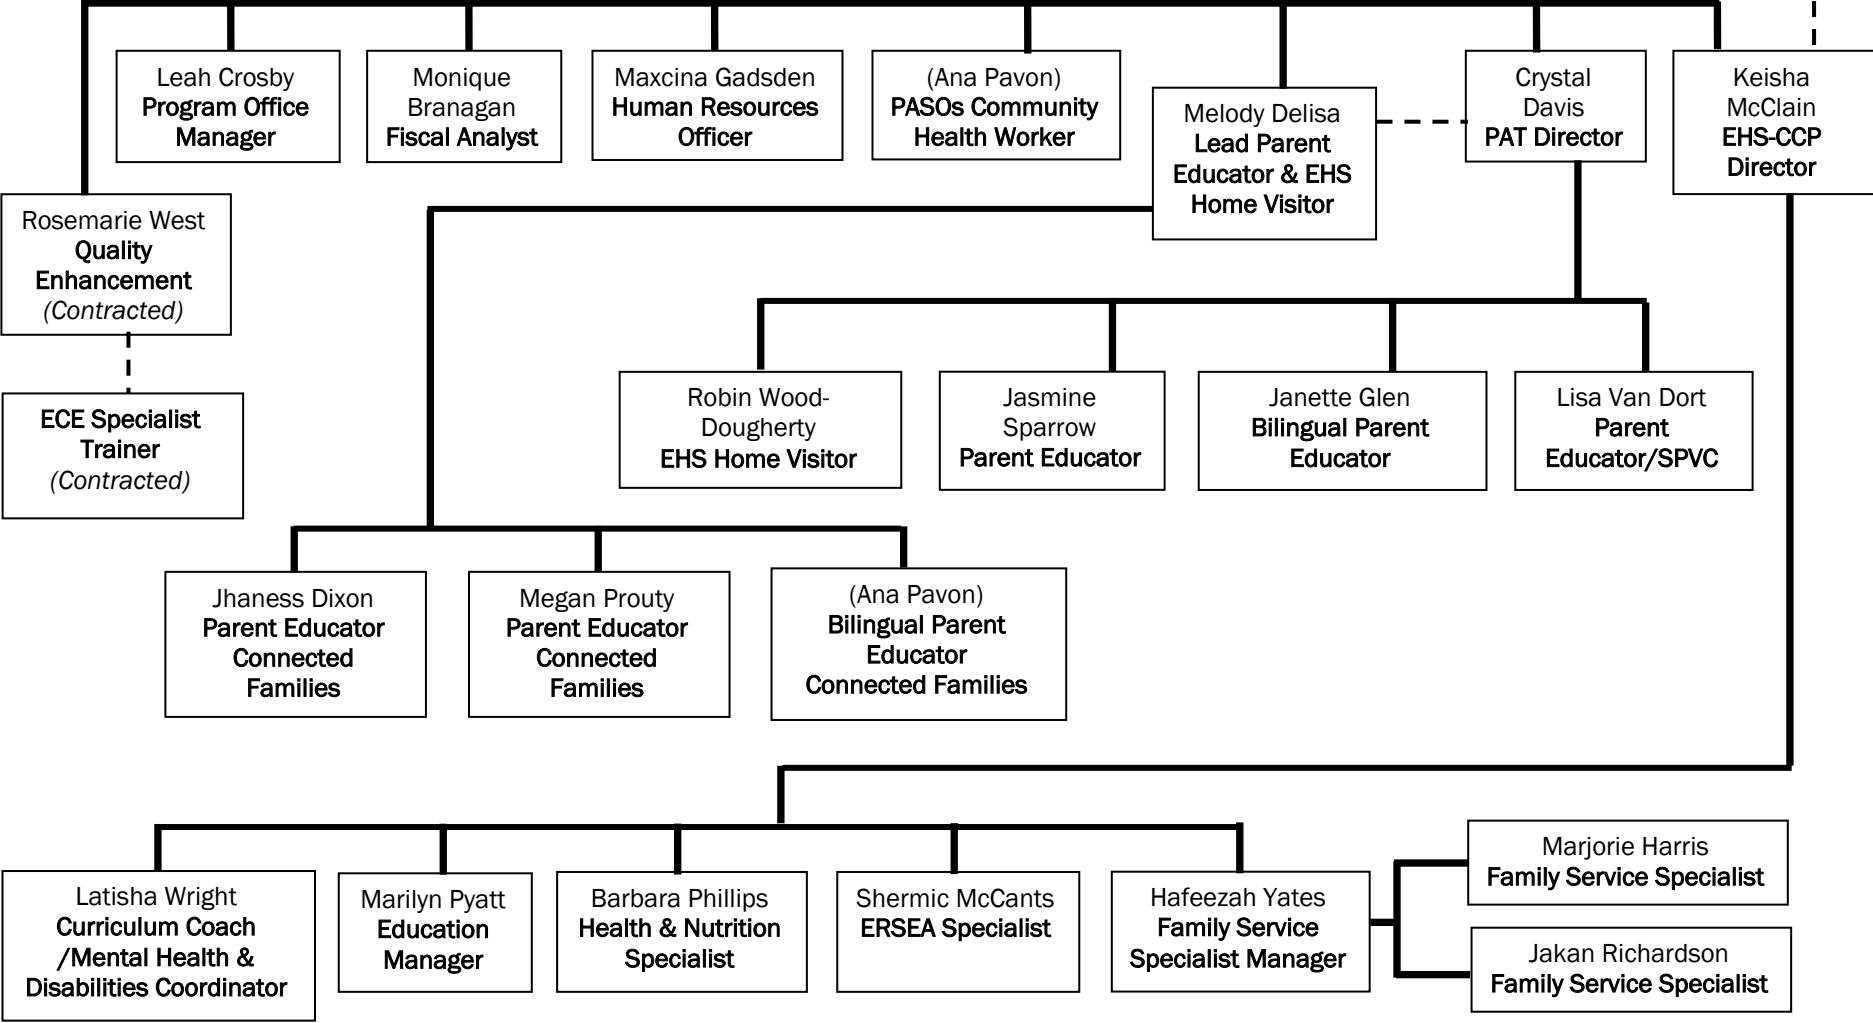 Leah Crosby
Program Office
Manager
Monique
Branagan
Fiscal Analyst
Maxcina Gadsden
Human Resources
Officer
(Ana Pavon)
PASOs Community
Health Worker
Melody Delisa
Lead Parent
Educator & EHS
Home Visitor
Crystal
Davis
PAT Director
Keisha
McClain
EHS-CCP
Director
Rosemarie West
Quality
Enhancement
(Contracted)
ECE Specialist
Trainer
(Contracted)
Robin Wood-
Dougherty
EHS Home Visitor
Jasmine
Sparrow
Parent Educator
Janette Glen
Bilingual Parent
Educator
Lisa Van Dort
Parent
Educator/SPVC
Jhaness Dixon
Parent Educator
Connected
Families
Megan Prouty
Parent Educator
Connected
Families
(Ana Pavon)
Bilingual Parent
Educator
Connected Families
Latisha Wright
Curriculum Coach
/Mental Health &
Disabilities Coordinator
Marilyn Pyatt
Education
Manager
Barbara Phillips
Health & Nutrition
Specialist
Shermic McCants
ERSEA Specialist
Hafeezah Yates
Family Service
Specialist Manager
Marjorie Harris
Family Service Specialist
Jakan Richardson
Family Service Specialist